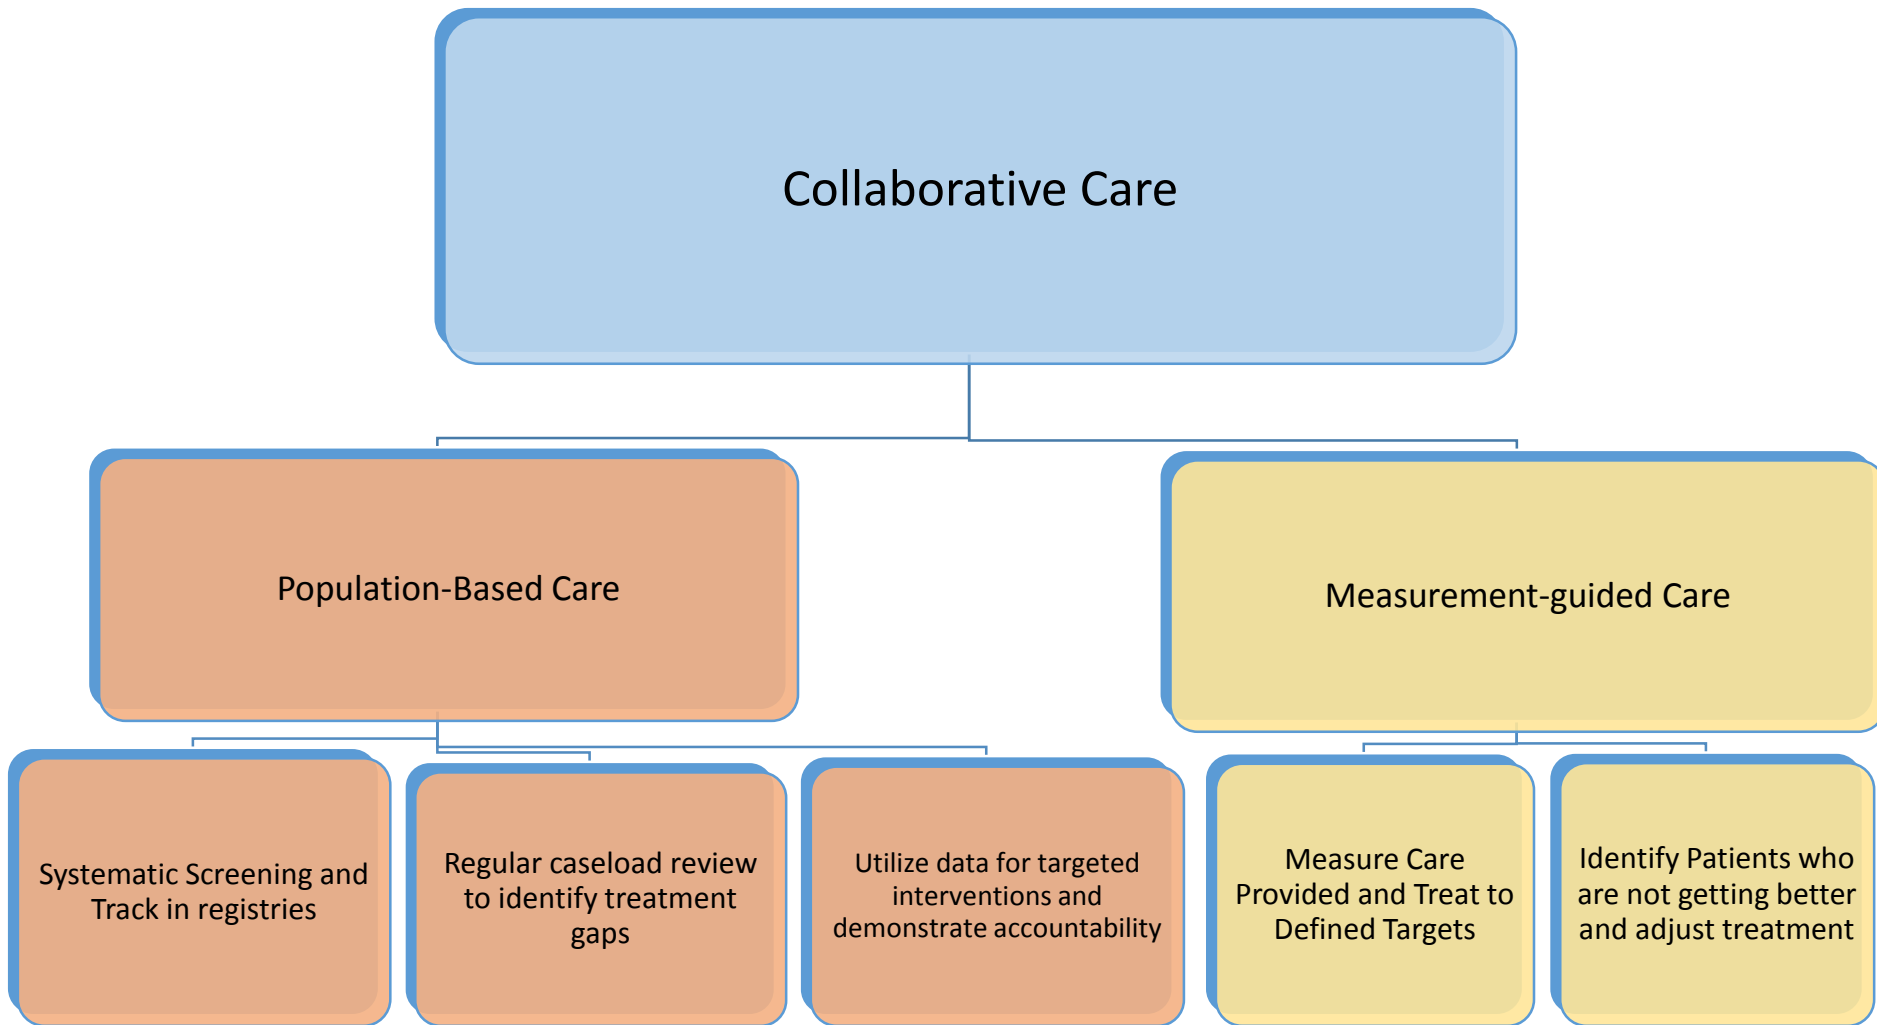 Collaborative Care
Population-Based Care
Measurement-guided Care
Systematic Screening and
Track in registries
Regular caseload review
to identify treatment
gaps
Utilize data for targeted
interventions and
demonstrate accountability
Measure Care
Provided and Treat to
Defined Targets
Identify Patients who
are not getting better
and adjust treatment